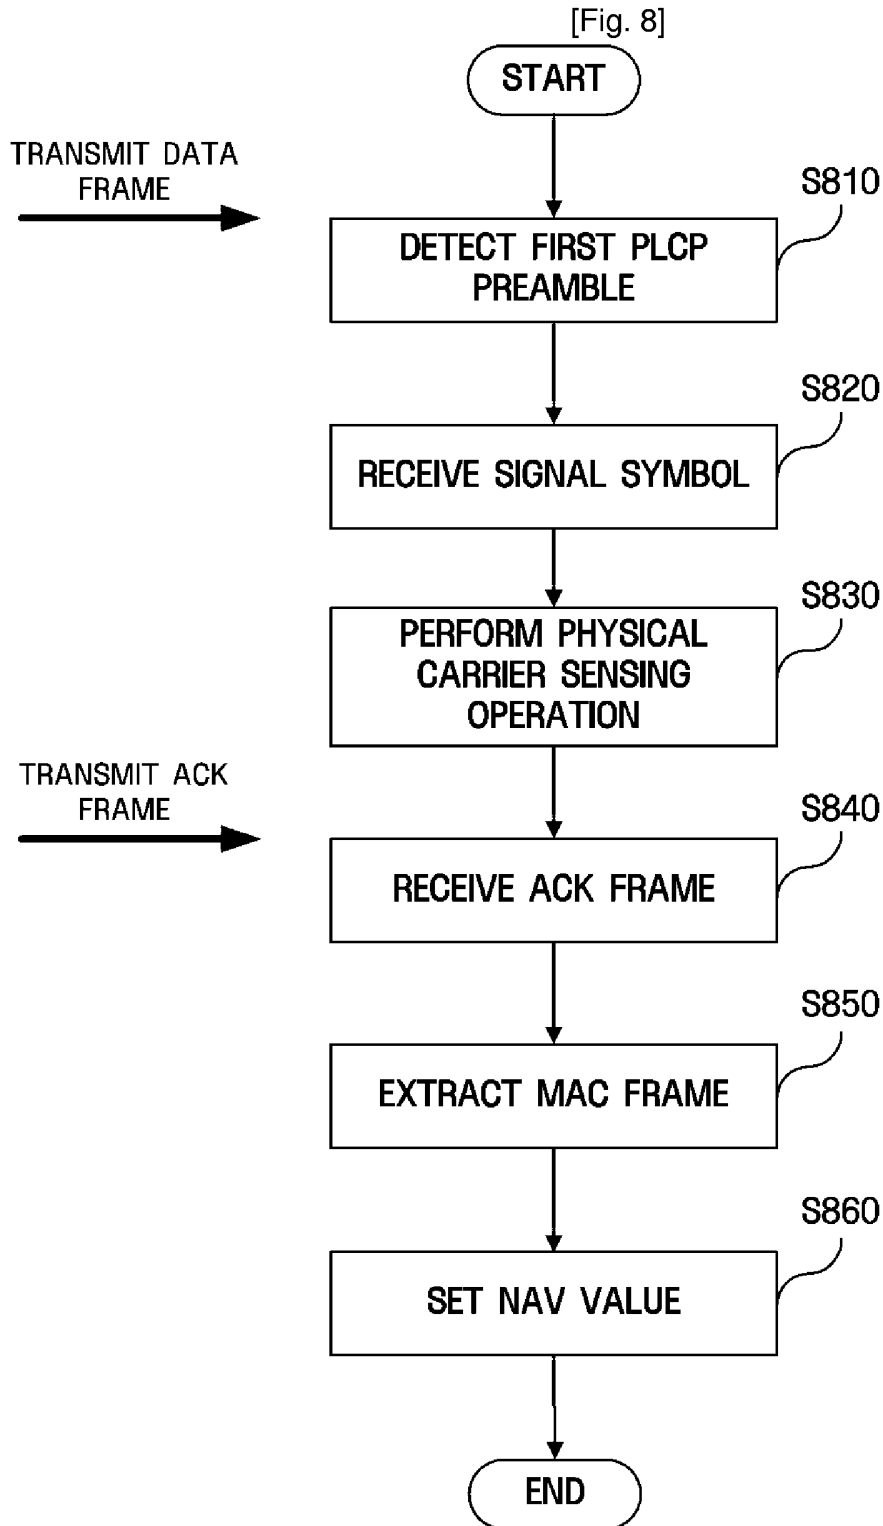 [Fig. 8]
START
TRANSMIT DATA
FRAME
S810
DETECT FIRST PLCP
PREAMBLE
S820
RECEIVE SIGNAL SYMBOL
S830
PERFORM PHYSICAL
CARRIER SENSING
OPERATION
TRANSMIT ACK
FRAME
S840
RECEIVE ACK FRAME
S850
EXTRACT MAC FRAME
S860
SET NAV VALUE
END